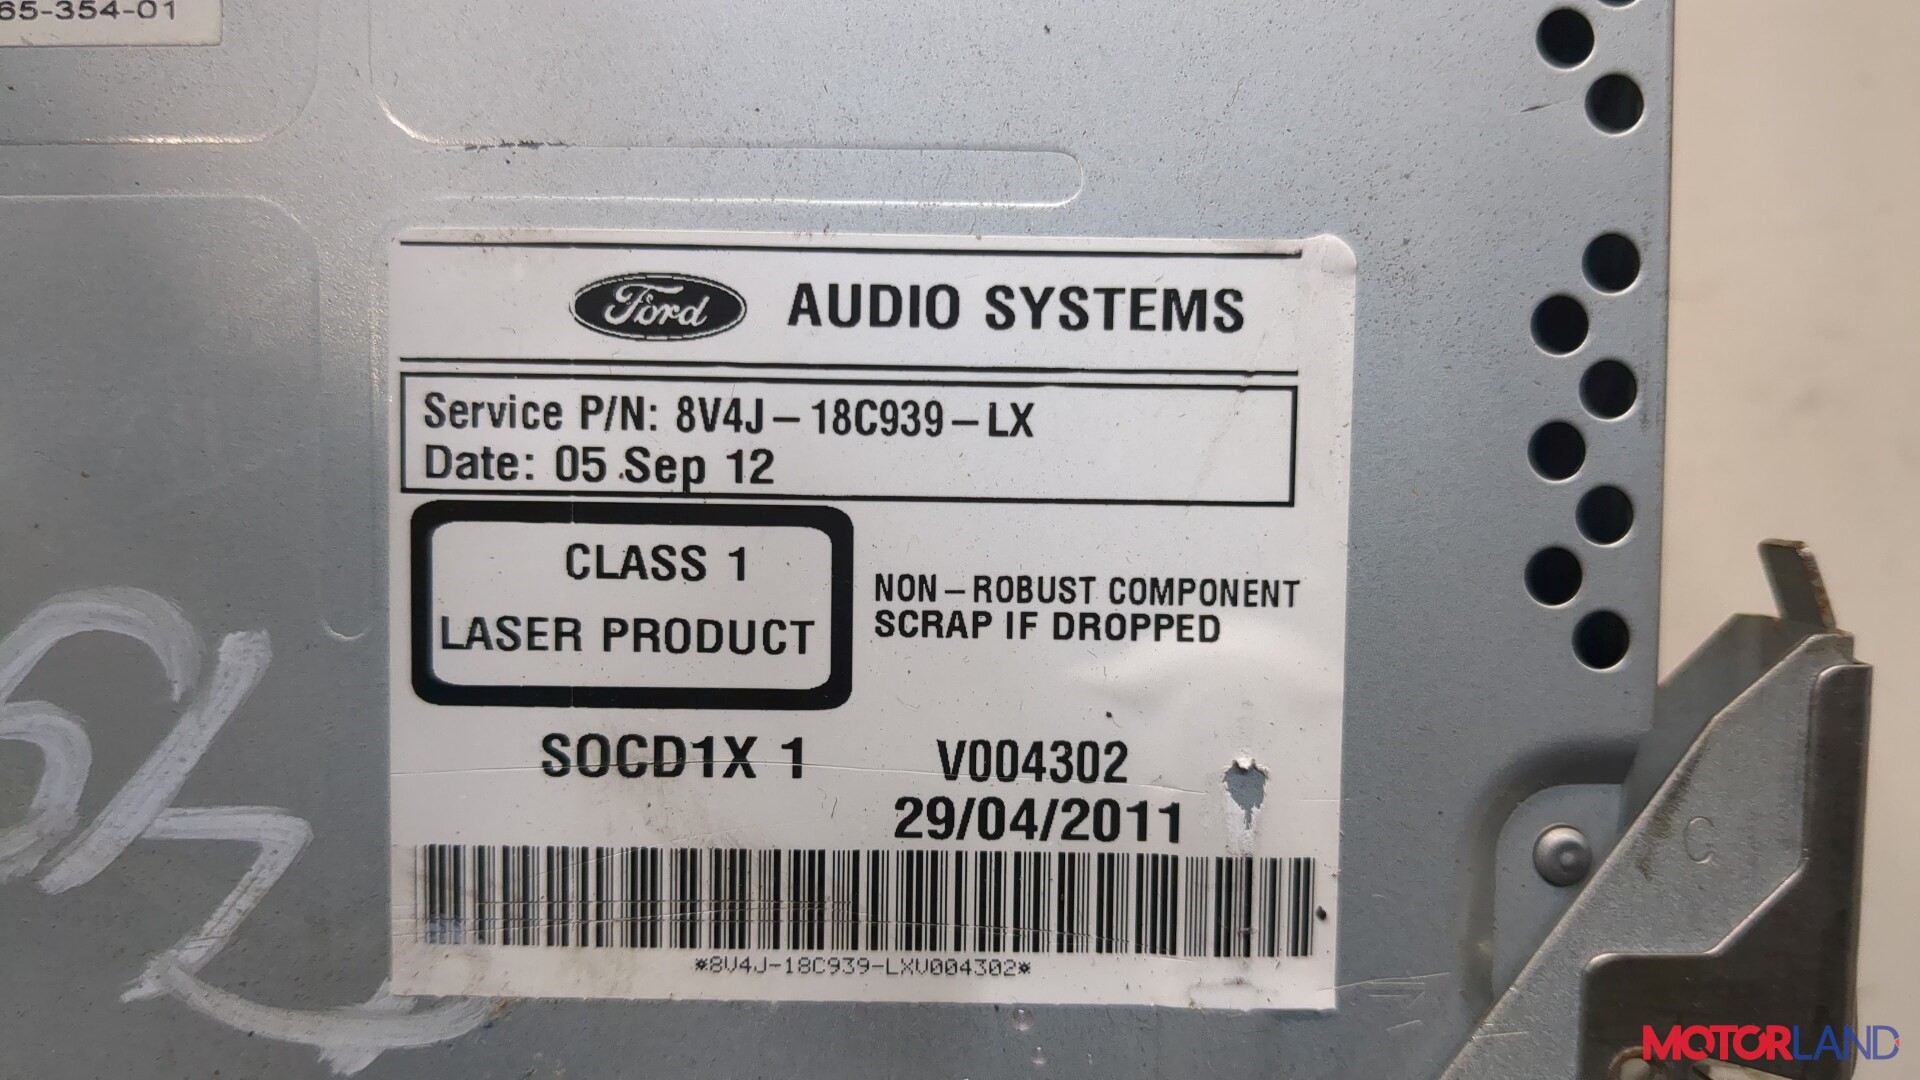 65-354-01
Ford AUDIO SYSTEMS
Service P/N: 8V4J-18C939-LX
Date: 05 Sep 12
CLASS 1
LASER PRODUCT
NON-ROBUST COMPONENT
SCRAP IF DROPPED
SOCD1X 1
V004302
29/04/2011
*8V4J-18C939-LXV004302*
C
MOTORLAND